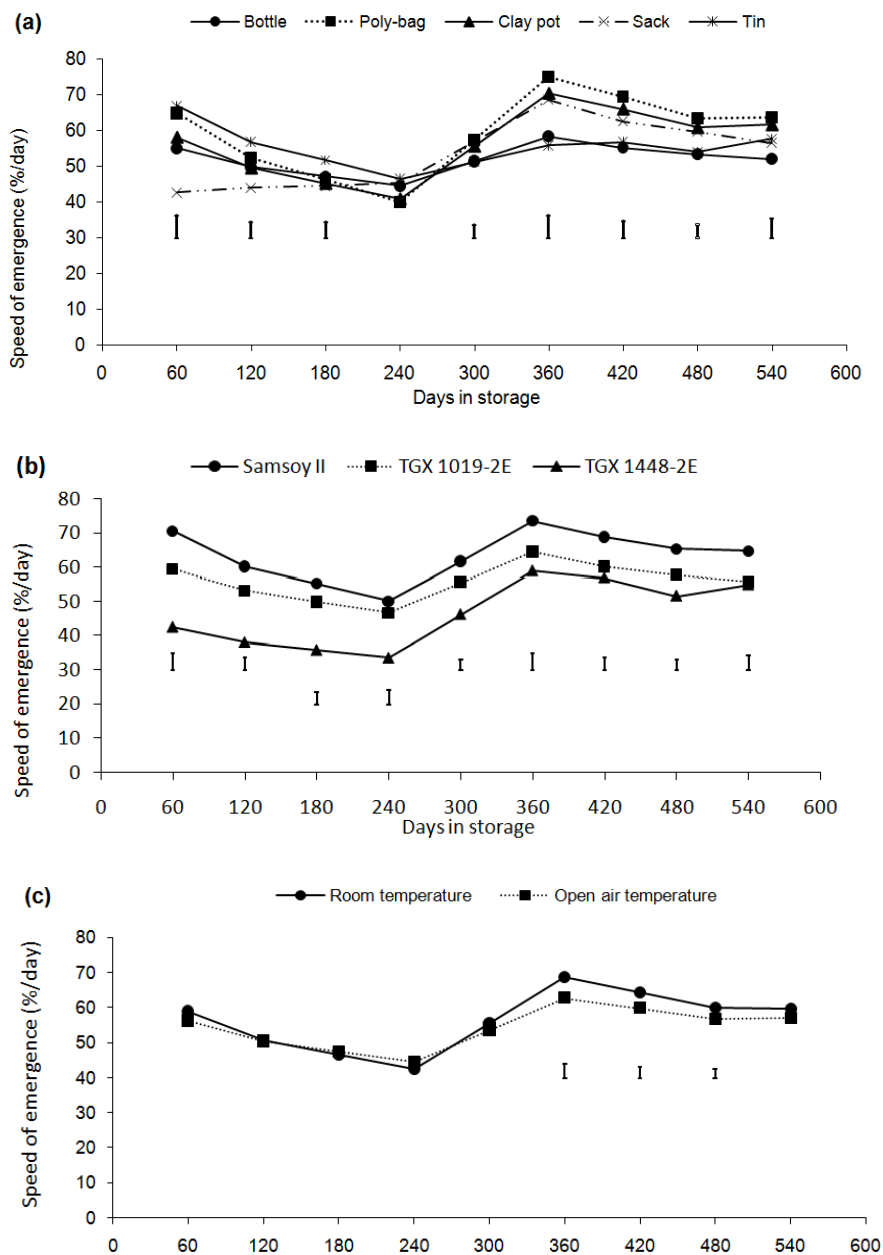 (a)
Bottle Poly-bag Clay pot Sack Tin
Speed of emergence (%/day)
80
70
60
50
40
30
20
10
0
0 60 120 180 240 300 360 420 480 540 600
Days in storage
(b)
Samsoy II TGX 1019-2E TGX 1448-2E
Speed of emergence (%/day)
80
70
60
50
40
30
20
10
0
0 60 120 180 240 300 360 420 480 540 600
Days in storage
(c)
Room temperature Open air temperature
Speed of emergence (%/day)
80
70
60
50
40
30
20
10
0
0 60 120 180 240 300 360 420 480 540 600